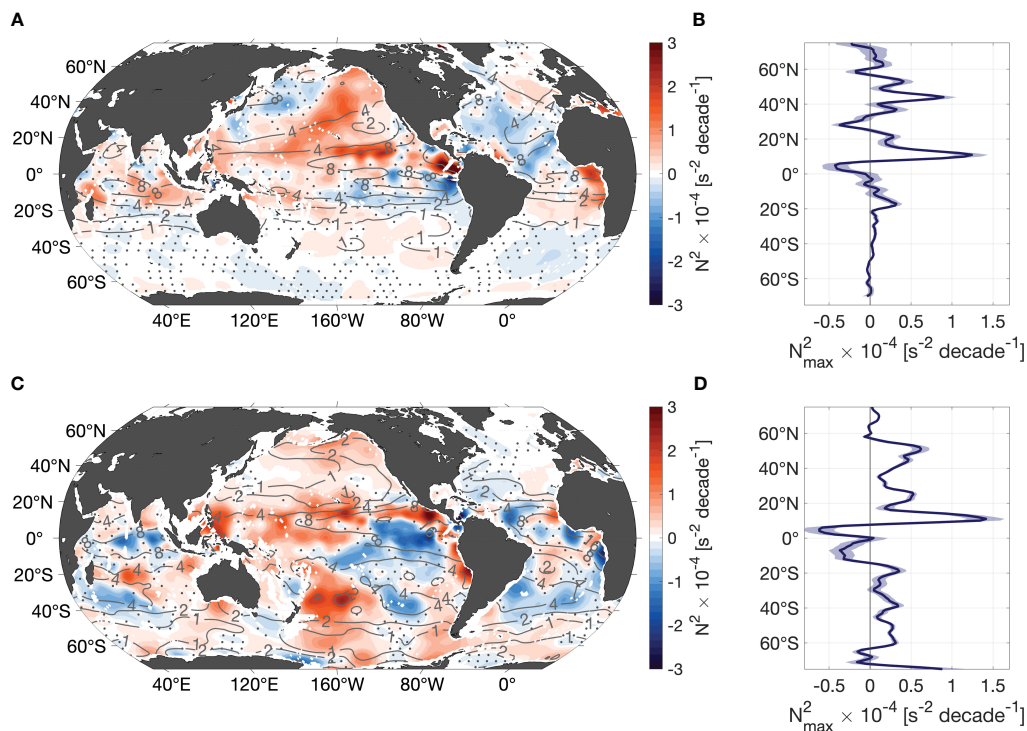 A
60°N
40°N
20°N
0°
20°S
40°S
60°S
40°E 120°E 160°W 80°W 0°
3
2
1
0
-1
-2
-3
N² × 10⁻⁴ [s⁻² decade⁻¹]
B
60°N
40°N
20°N
0°
20°S
40°S
60°S
-0.5 0 0.5 1 1.5
N²max × 10⁻⁴ [s⁻² decade⁻¹]
C
60°N
40°N
20°N
0°
20°S
40°S
60°S
40°E 120°E 160°W 80°W 0°
3
2
1
0
-1
-2
-3
N² × 10⁻⁴ [s⁻² decade⁻¹]
D
60°N
40°N
20°N
0°
20°S
40°S
60°S
-0.5 0 0.5 1 1.5
N²max × 10⁻⁴ [s⁻² decade⁻¹]